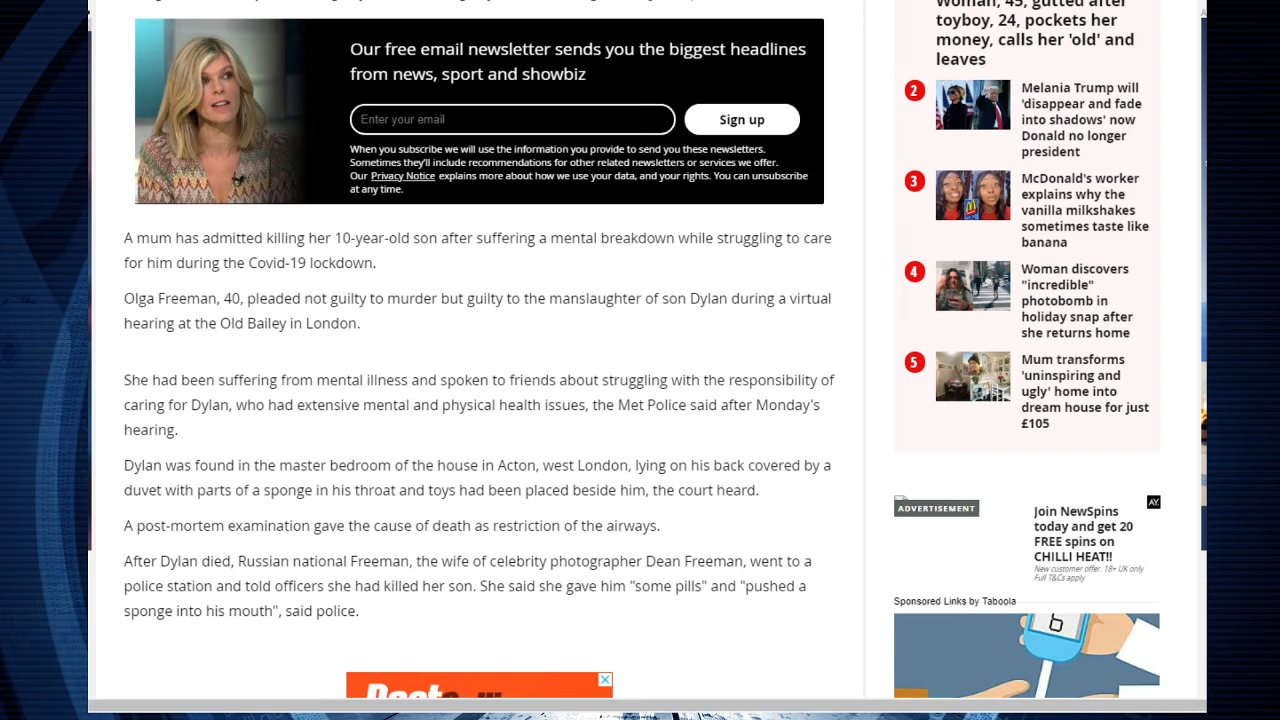 Our free email newsletter sends you the biggest headlines
from news, sport and showbiz
Enter your email
Sign up
When you subscribe we will use the information you provide to send you these newsletters.
Sometimes they'll include recommendations for other related newsletters or services we offer.
Our Privacy Notice explains more about how we use your data, and your rights. You can unsubscribe
at any time.
A mum has admitted killing her 10-year-old son after suffering a mental breakdown while struggling to care
for him during the Covid-19 lockdown.
Olga Freeman, 40, pleaded not guilty to murder but guilty to the manslaughter of son Dylan during a virtual
hearing at the Old Bailey in London.
She had been suffering from mental illness and spoken to friends about struggling with the responsibility of
caring for Dylan, who had extensive mental and physical health issues, the Met Police said after Monday's
hearing.
Dylan was found in the master bedroom of the house in Acton, west London, lying on his back covered by a
duvet with parts of a sponge in his throat and toys had been placed beside him, the court heard.
A post-mortem examination gave the cause of death as restriction of the airways.
After Dylan died, Russian national Freeman, the wife of celebrity photographer Dean Freeman, went to a
police station and told officers she had killed her son. She said she gave him "some pills" and "pushed a
sponge into his mouth", said police.
Woman, 45, gutted after
toyboy, 24, pockets her
money, calls her 'old' and
leaves
2
Melania Trump will
'disappear and fade
into shadows' now
Donald no longer
president
3
McDonald's worker
explains why the
vanilla milkshakes
sometimes taste like
banana
4
Woman discovers
"incredible"
photobomb in
holiday snap after
she returns home
5
Mum transforms
'uninspiring and
ugly' home into
dream house for just
£105
ADVERTISEMENT
AY
Join NewSpins
today and get 20
FREE spins on
CHILLI HEAT!!
New customer offer. 18+ UK only
Full T&Cs apply
Sponsored Links by Taboola
6